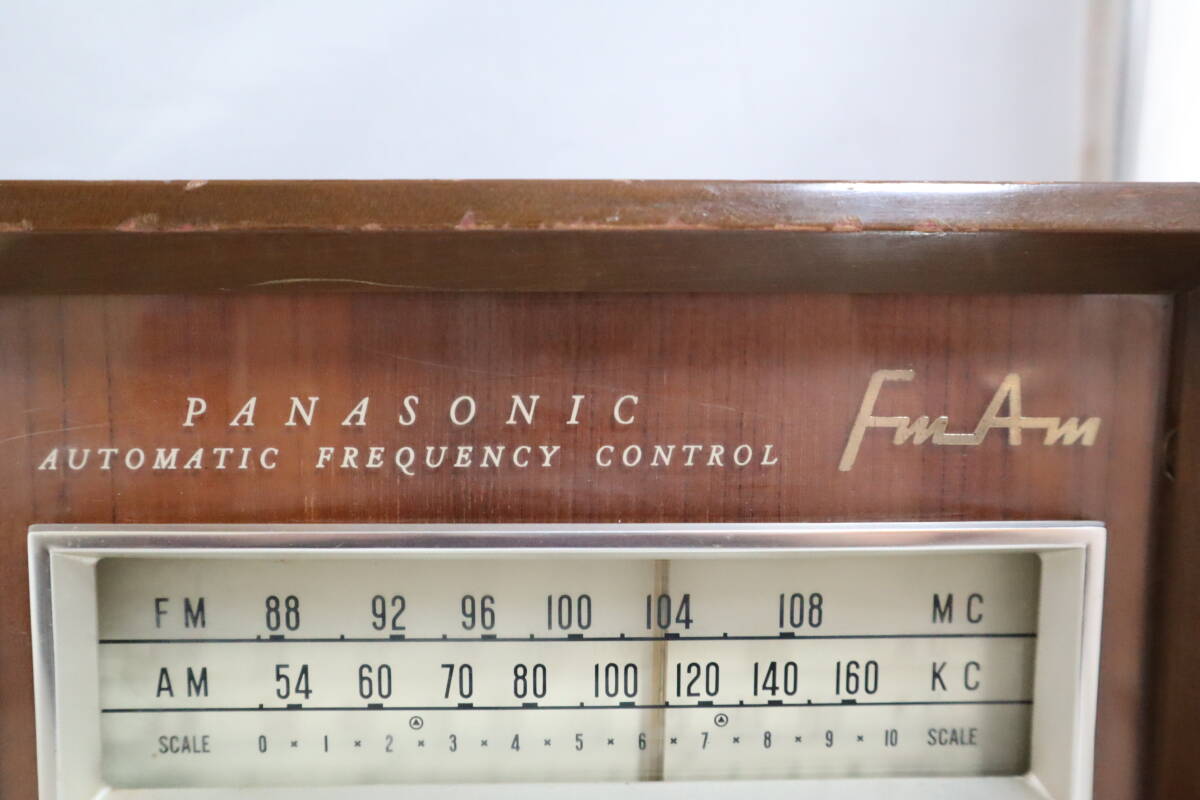 PANASONIC
AUTOMATIC FREQUENCY CONTROL
Fm Am
FM 88 92 96 100 104 108 MC
AM 54 60 70 80 100 120 140 160 KC
SCALE 0 × 1 × 2 × 3 × 4 × 5 × 6 × 7 × 8 × 9 × 10 SCALE